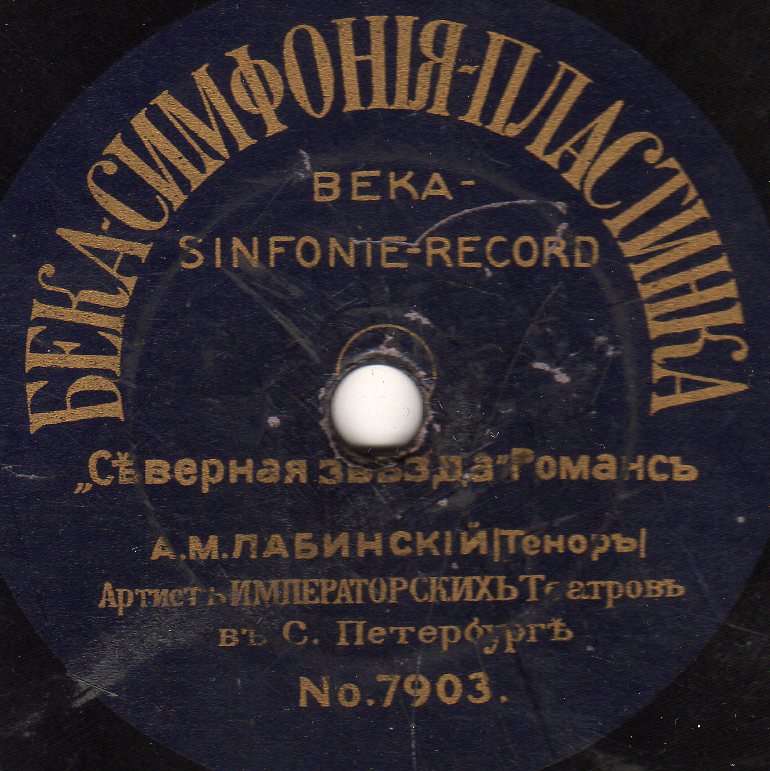 БЕКА-СИМФОНІЯ-ПЛАСТИНКА
BEKA-
SINFONIE-RECORD
„Сѣверная звѣзда“ Романсъ
А.М.ЛАБИНСКІЙ|Теноръ|
Артистъ ИМПЕРАТОРСКИХЪ Театровъ
въ С. Петербургѣ
No.7903.